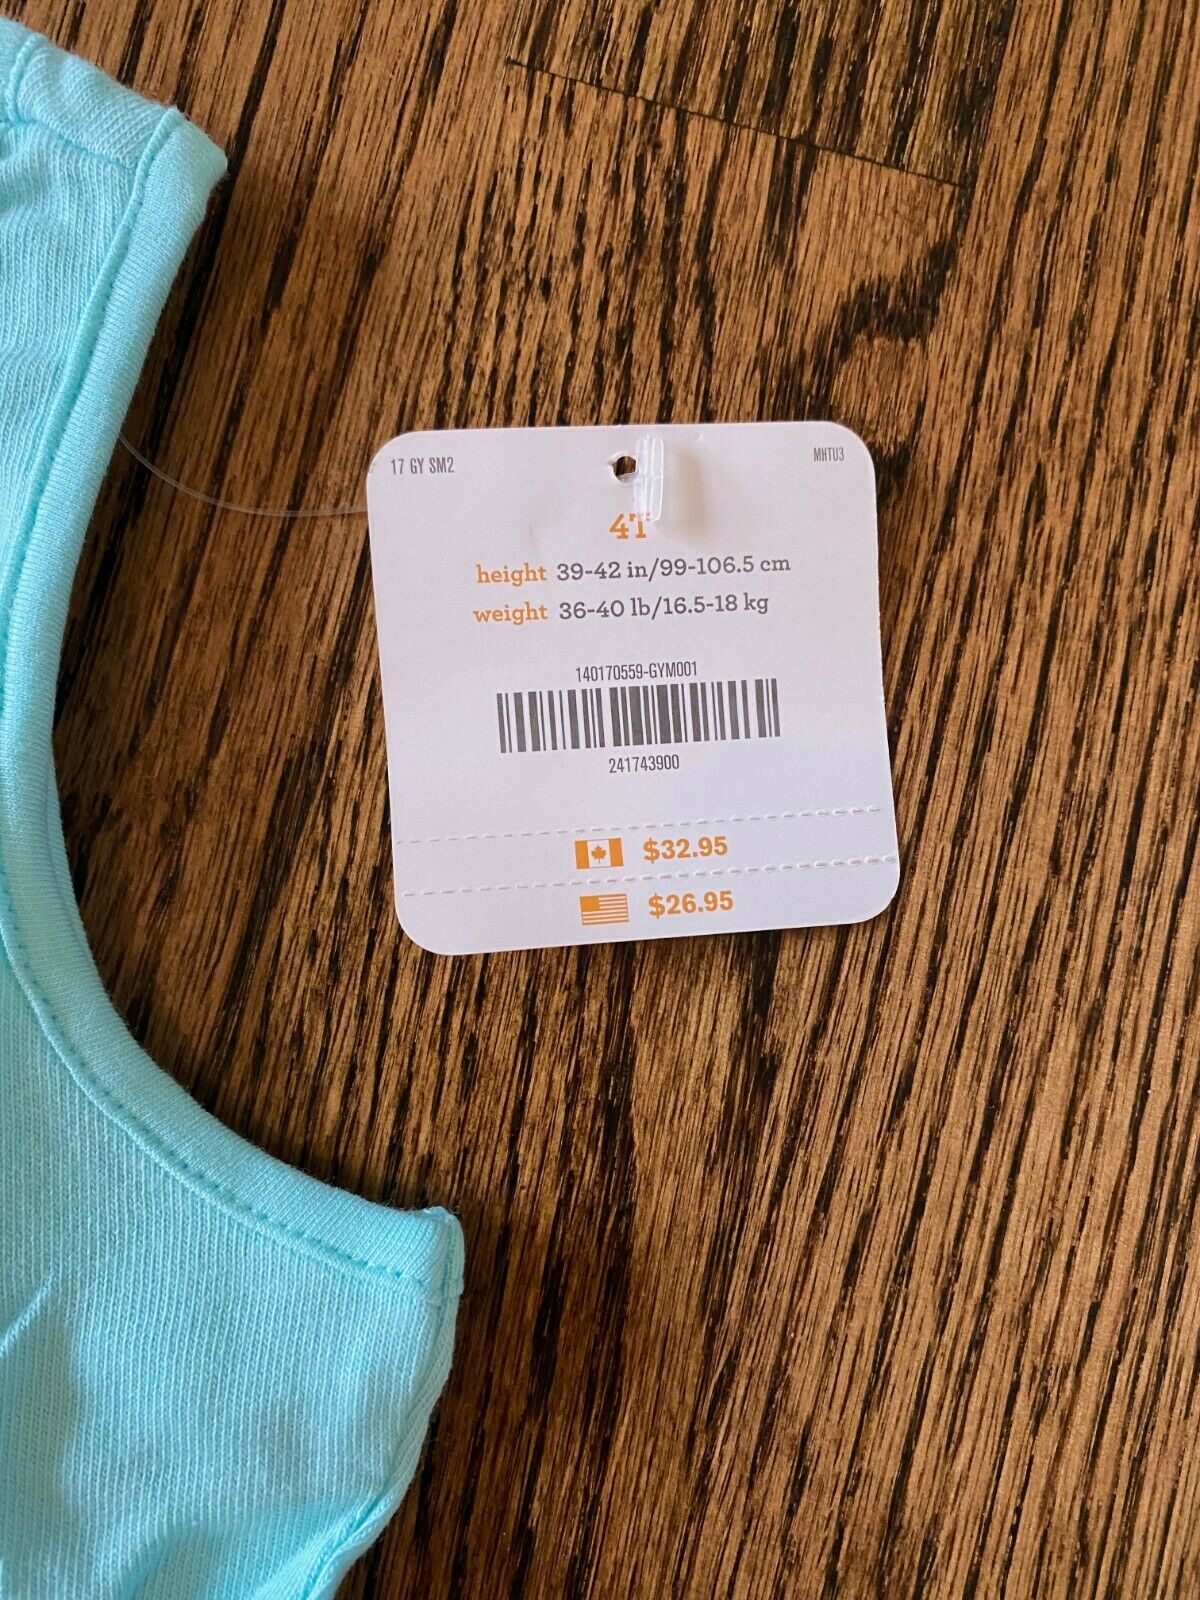 17 GY SM2
MHTU3
4T
height 39-42 in/99-106.5 cm
weight 36-40 lb/16.5-18 kg
140170559-GYM001
241743900
$32.95
$26.95